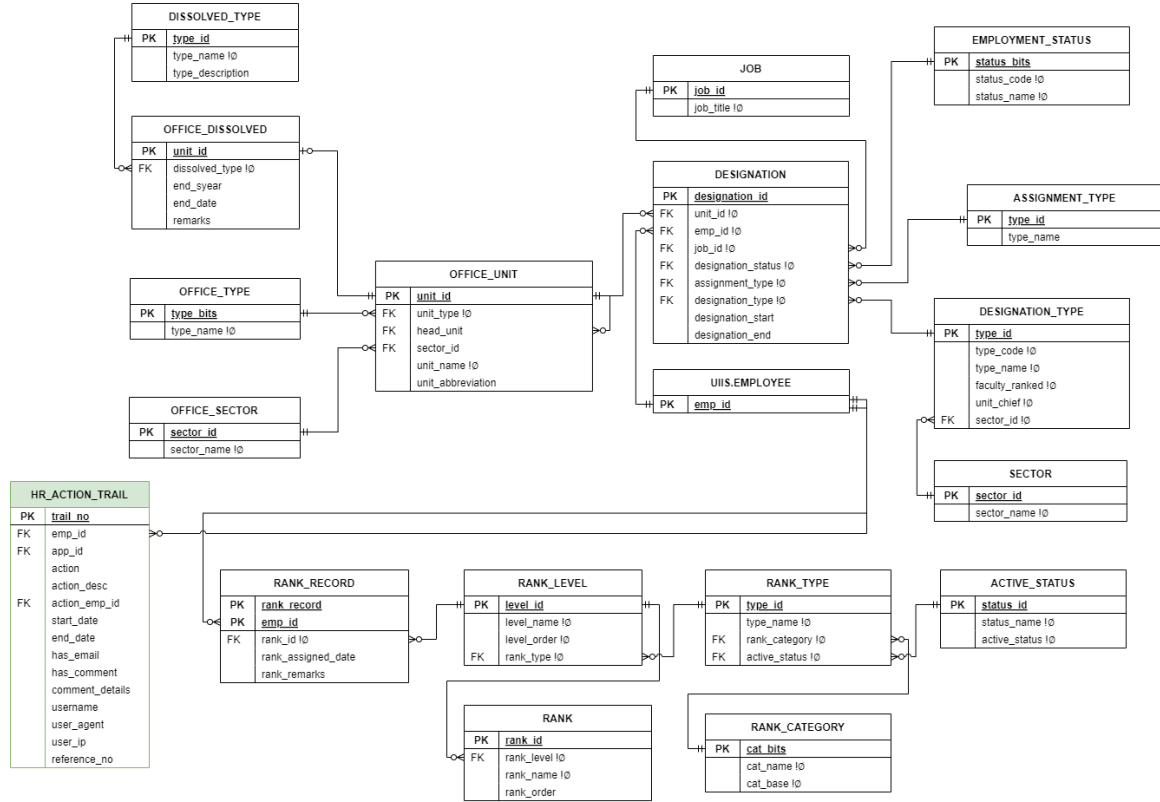 DISSOLVED_TYPE
PK type_id
type_name !Ø
type_description
OFFICE_DISSOLVED
PK unit_id
FK dissolved_type !Ø
end_syear
end_date
remarks
OFFICE_TYPE
PK type_bits
type_name !Ø
OFFICE_SECTOR
PK sector_id
sector_name !Ø
OFFICE_UNIT
PK unit_id
FK unit_type !Ø
FK head_unit
FK sector_id
unit_name !Ø
unit_abbreviation
JOB
PK job_id
job_title !Ø
DESIGNATION
PK designation_id
FK unit_id !Ø
FK emp_id !Ø
FK job_id !Ø
FK designation_status !Ø
FK assignment_type !Ø
FK designation_type !Ø
designation_start
designation_end
UIIS.EMPLOYEE
PK emp_id
EMPLOYMENT_STATUS
PK status_bits
status_code !Ø
status_name !Ø
ASSIGNMENT_TYPE
PK type_id
type_name
DESIGNATION_TYPE
PK type_id
type_code !Ø
type_name !Ø
faculty_ranked !Ø
unit_chief !Ø
FK sector_id !Ø
SECTOR
PK sector_id
sector_name !Ø
HR_ACTION_TRAIL
PK trail_no
FK emp_id
FK app_id
action
action_desc
FK action_emp_id
start_date
end_date
has_email
has_comment
comment_details
username
user_agent
user_ip
reference_no
RANK_RECORD
PK rank_record
PK emp_id
FK rank_id !Ø
rank_assigned_date
rank_remarks
RANK_LEVEL
PK level_id
level_name !Ø
level_order !Ø
FK rank_type !Ø
RANK_TYPE
PK type_id
type_name !Ø
FK rank_category !Ø
FK active_status !Ø
ACTIVE_STATUS
PK status_id
status_name !Ø
active_status !Ø
RANK
PK rank_id
FK rank_level !Ø
rank_name !Ø
rank_order
RANK_CATEGORY
PK cat_bits
cat_name !Ø
cat_base !Ø